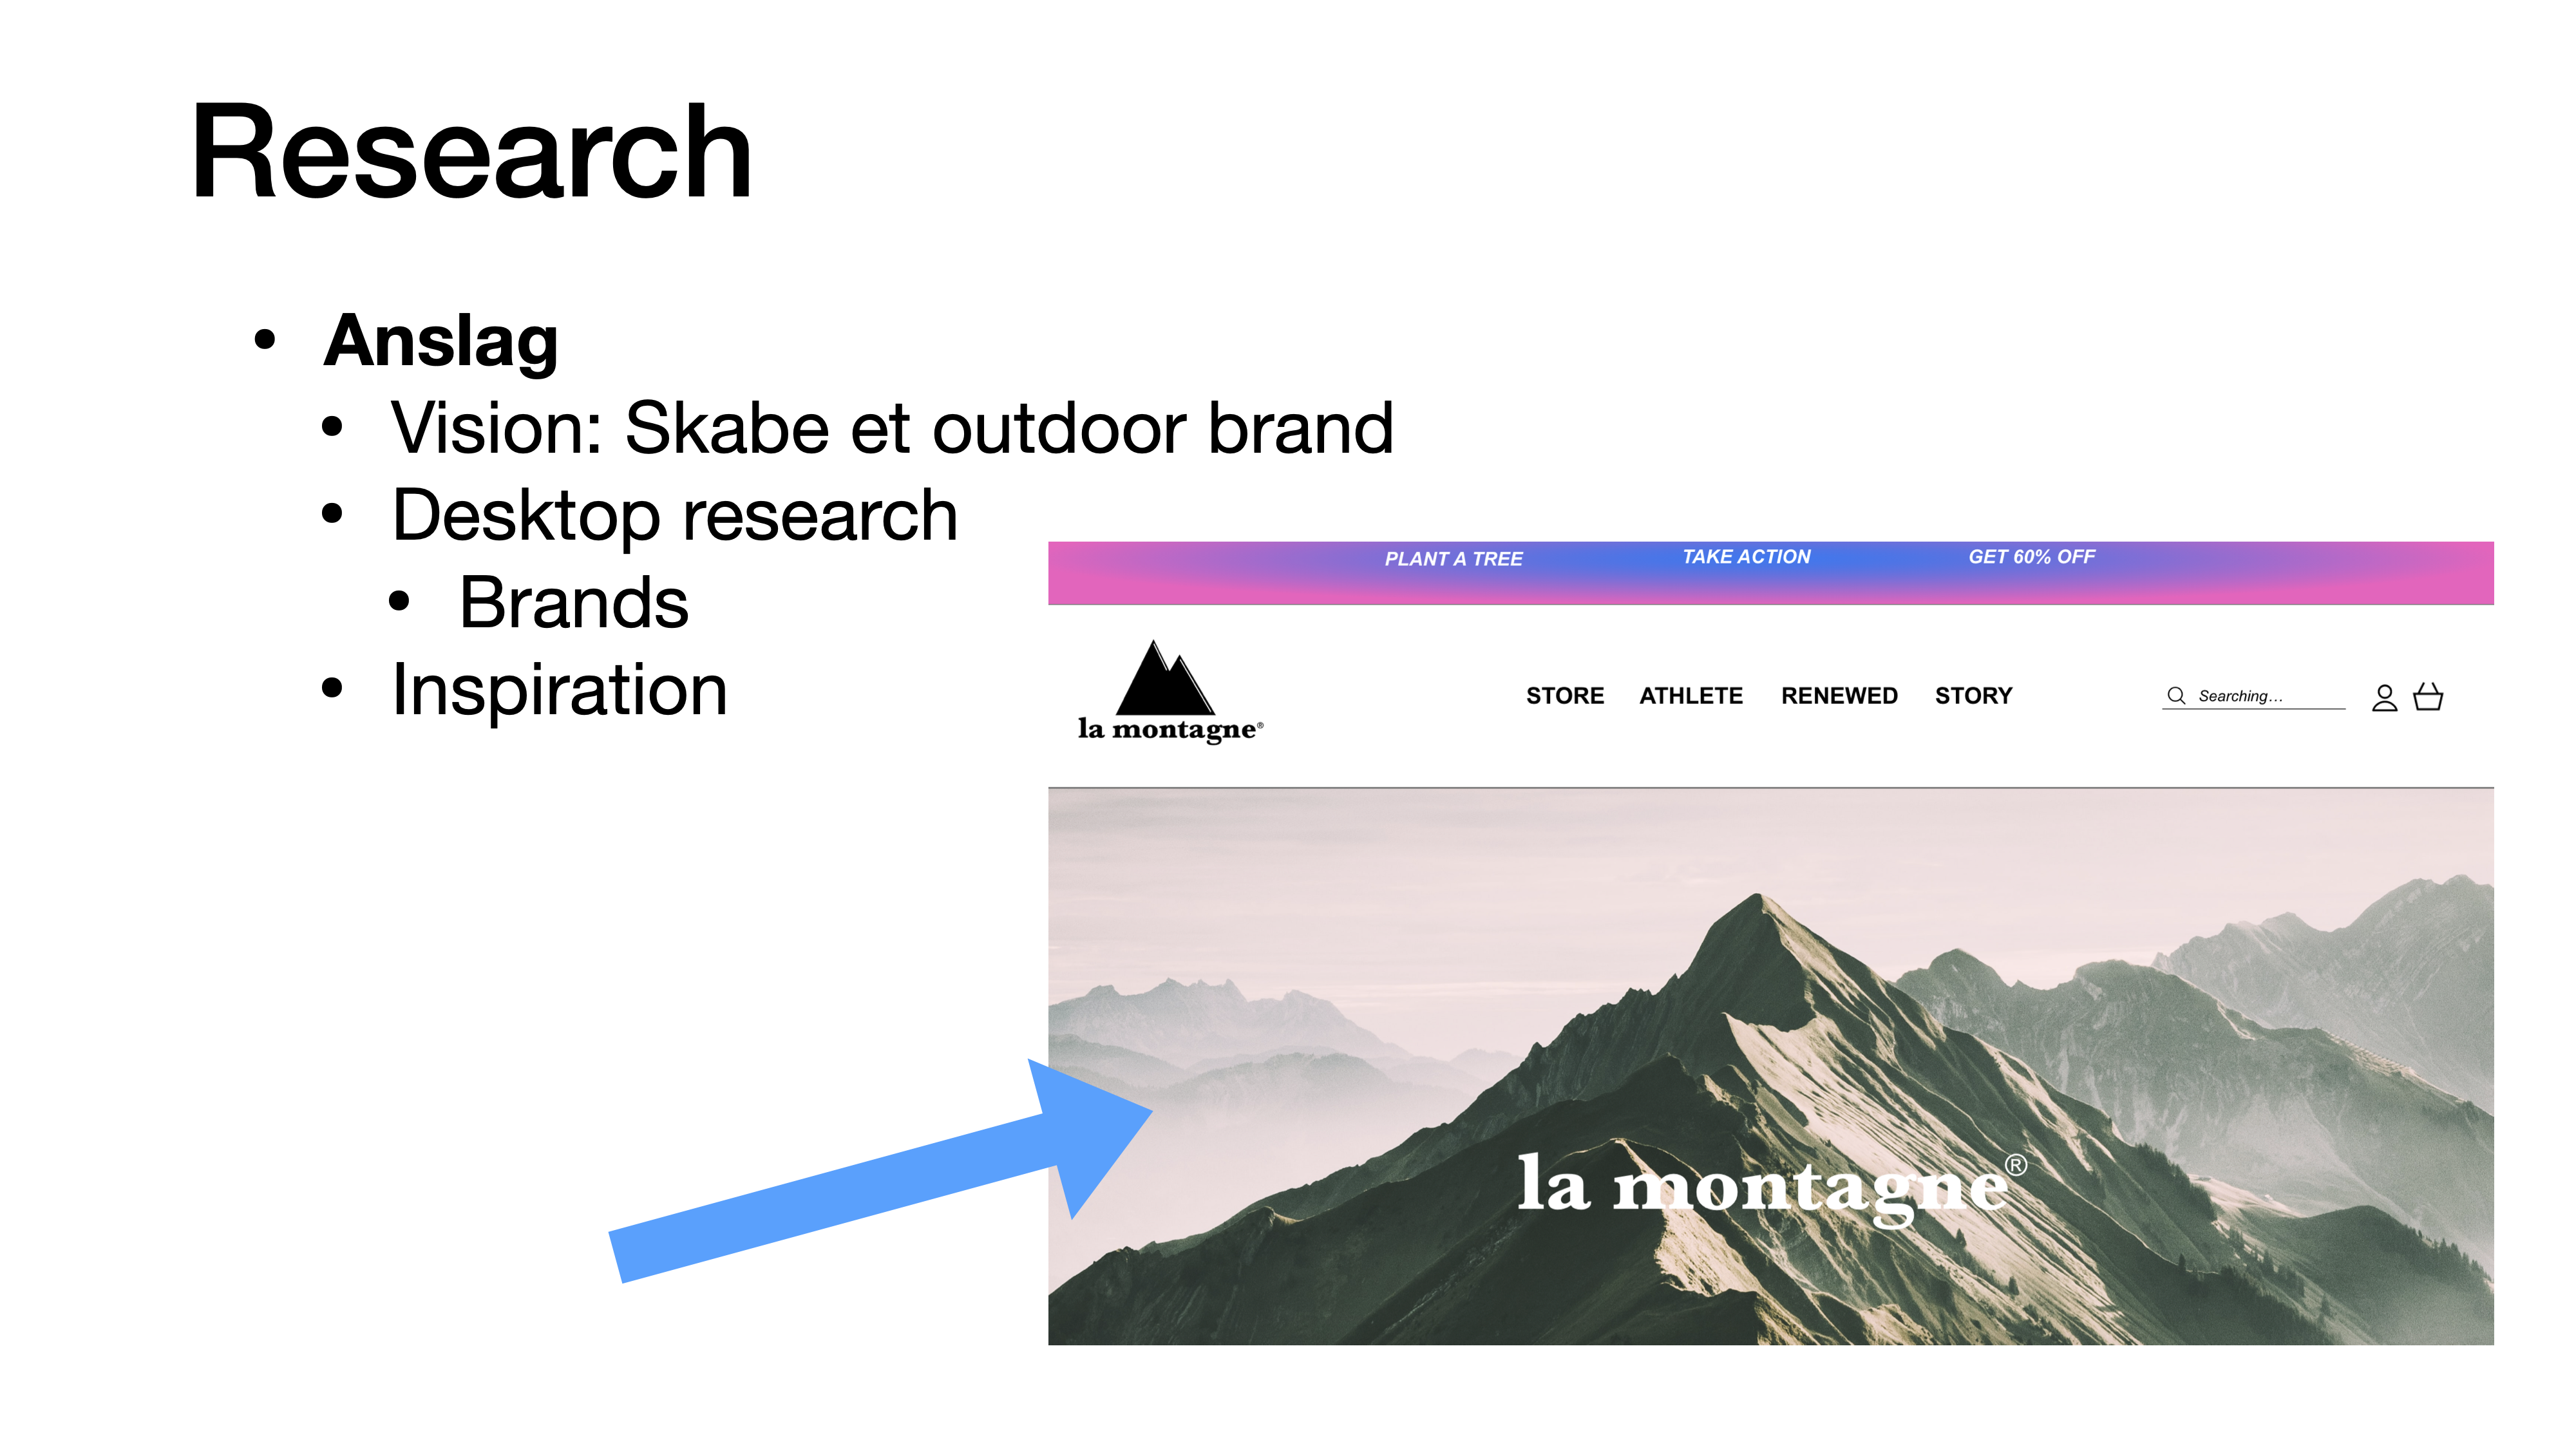 Research
• Anslag
• Vision: Skabe et outdoor brand
• Desktop research
• Brands
• Inspiration
PLANT A TREE TAKE ACTION GET 60% OFF
la montagne®
STORE ATHLETE RENEWED STORY Searching...
la montagne®